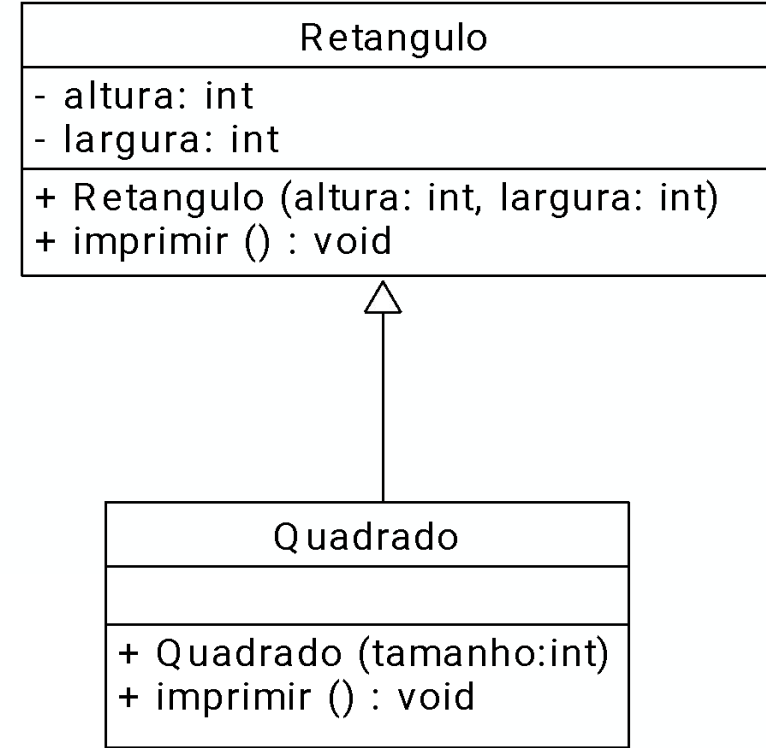 Retangulo
- altura: int
- largura: int
+ Retangulo (altura: int, largura: int)
+ imprimir () : void
Quadrado
+ Quadrado (tamanho:int)
+ imprimir () : void